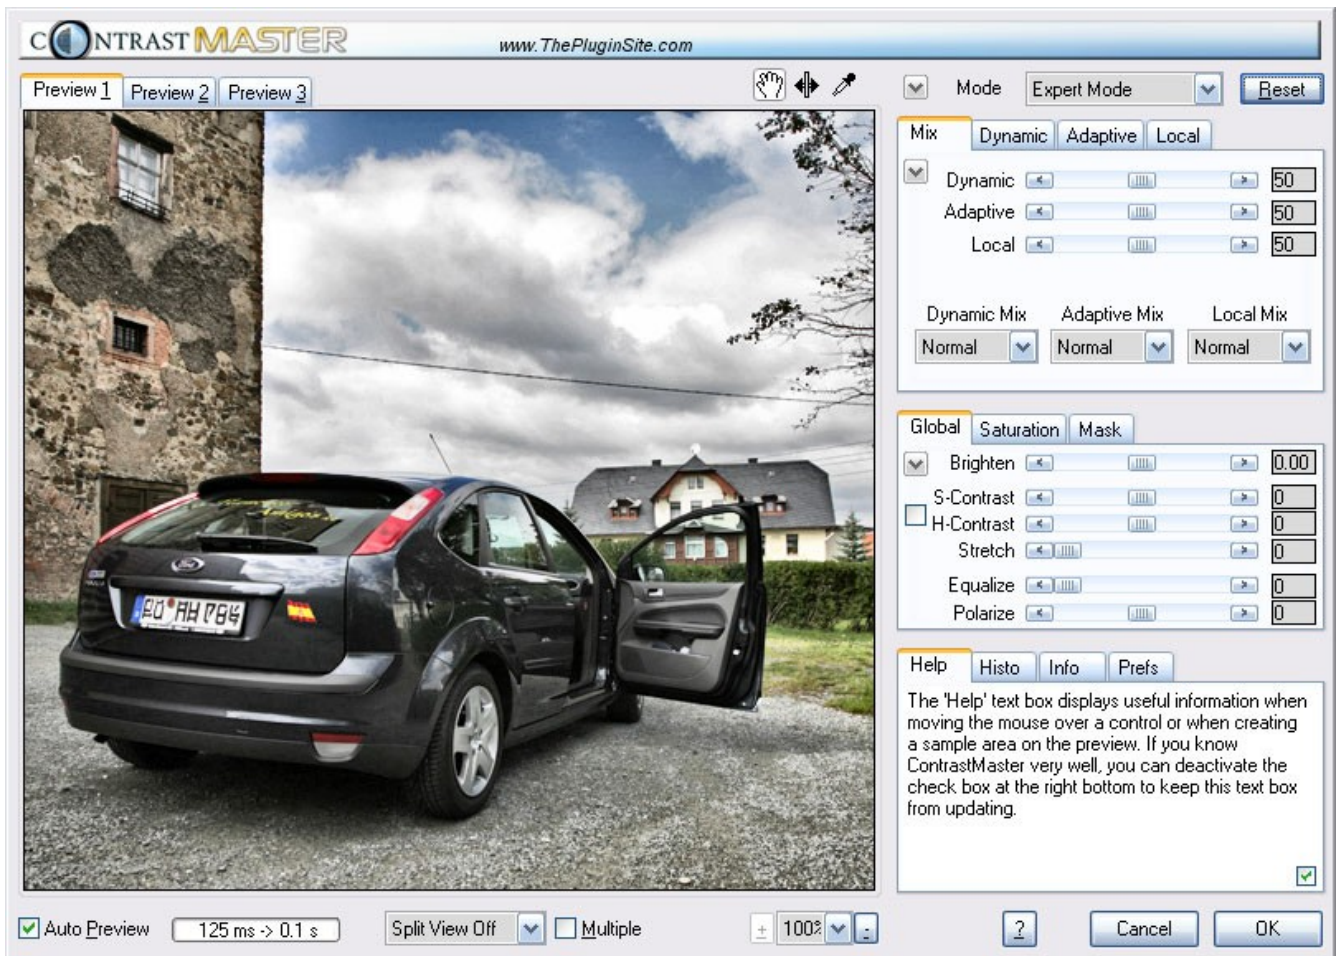 CONTRAST MASTER
www.ThePluginSite.com
Preview 1
Preview 2
Preview 3
Mode
Expert Mode
Reset
Mix
Dynamic
Adaptive
Local
Dynamic
50
Adaptive
50
Local
50
Dynamic Mix
Adaptive Mix
Local Mix
Normal
Normal
Normal
Global
Saturation
Mask
Brighten
0.00
S-Contrast
0
H-Contrast
0
Stretch
0
Equalize
0
Polarize
0
Ford
Help
Histo
Info
Prefs
The 'Help' text box displays useful information when
moving the mouse over a control or when creating
a sample area on the preview. If you know
ContrastMaster very well, you can deactivate the
check box at the right bottom to keep this text box
from updating.
Auto Preview
125 ms -> 0.1 s
Split View Off
Multiple
+
100%
-
?
Cancel
OK